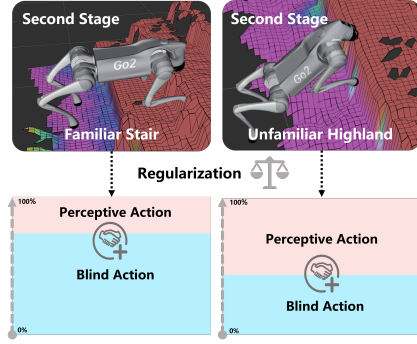 Second Stage
Go2
Familiar Stair
Second Stage
Go2
Unfamiliar Highland
Regularization
100%
Perceptive Action
Blind Action
0%
100%
Perceptive Action
Blind Action
0%